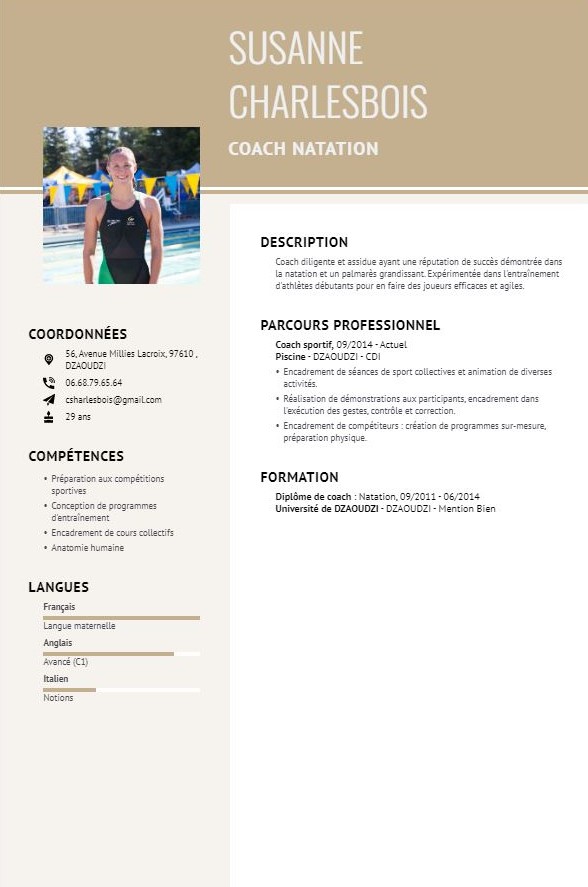 SUSANNE
CHARLESBOIS
COACH NATATION
COORDONNÉES
56, Avenue Millies Lacroix, 97610 ,
DZAOUDZI
06.68.79.65.64
csharlesbois@gmail.com
29 ans
COMPÉTENCES
• Préparation aux compétitions
sportives
• Conception de programmes
d'entraînement
• Encadrement de cours collectifs
• Anatomie humaine
LANGUES
Français
Langue maternelle
Anglais
Avancé (C1)
Italien
Notions
DESCRIPTION
Coach diligente et assidue ayant une réputation de succès démontrée dans
la natation et un palmarès grandissant. Expérimentée dans l'entraînement
d'athlètes débutants pour en faire des joueurs efficaces et agiles.
PARCOURS PROFESSIONNEL
Coach sportif, 09/2014 - Actuel
Piscine - DZAOUDZI - CDI
• Encadrement de séances de sport collectives et animation de diverses
activités.
• Réalisation de démonstrations aux participants, encadrement dans
l'exécution des gestes, contrôle et correction.
• Encadrement de compétiteurs : création de programmes sur-mesure,
préparation physique.
FORMATION
Diplôme de coach : Natation, 09/2011 - 06/2014
Université de DZAOUDZI - DZAOUDZI - Mention Bien